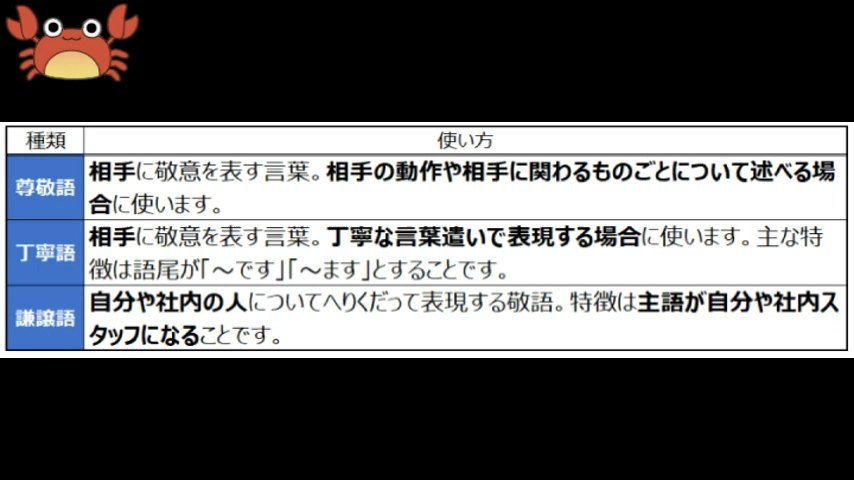 種類 使い方
尊敬語 相手に敬意を表す言葉。相手の動作や相手に関わるものごとについて述べる場
合に使います。
丁寧語 相手に敬意を表す言葉。丁寧な言葉遣いで表現する場合に使います。主な特
徴は語尾が「～です」「～ます」とすることです。
謙譲語 自分や社内の人についてへりくだって表現する敬語。特徴は主語が自分や社内ス
タッフになることです。